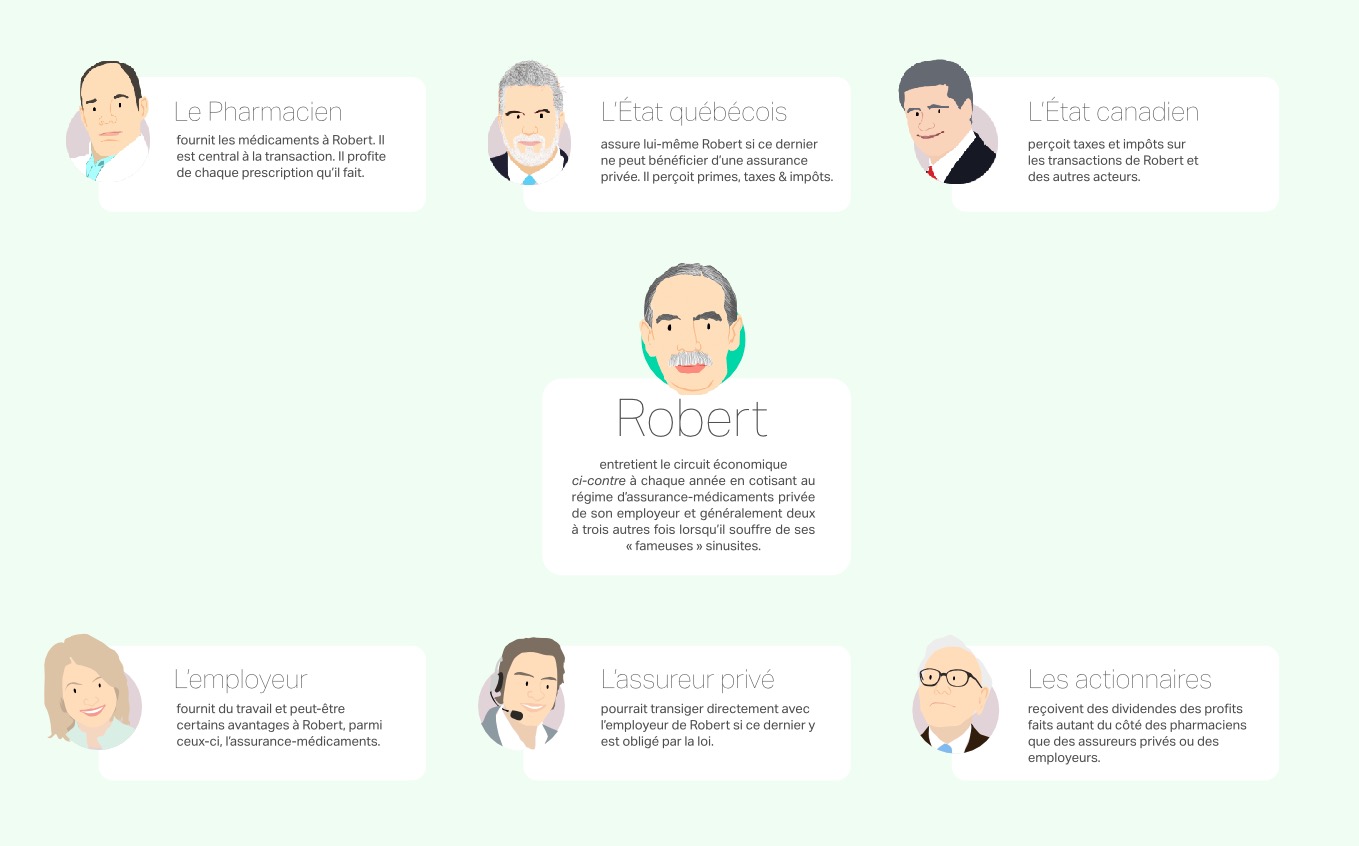 Le Pharmacien
fournit les médicaments à Robert. Il
est central à la transaction. Il profite
de chaque prescription qu’il fait.
L’État québécois
assure lui-même Robert si ce dernier
ne peut bénéficier d’une assurance
privée. Il perçoit primes, taxes & impôts.
L’État canadien
perçoit taxes et impôts sur
les transactions de Robert et
des autres acteurs.
Robert
entretient le circuit économique
ci-contre à chaque année en cotisant au
régime d’assurance-médicaments privée
de son employeur et généralement deux
à trois autres fois lorsqu’il souffre de ses
« fameuses » sinusites.
L’employeur
fournit du travail et peut-être
certains avantages à Robert, parmi
ceux-ci, l’assurance-médicaments.
L’assureur privé
pourrait transiger directement avec
l’employeur de Robert si ce dernier y
est obligé par la loi.
Les actionnaires
reçoivent des dividendes des profits
faits autant du côté des pharmaciens
que des assureurs privés ou des
employeurs.